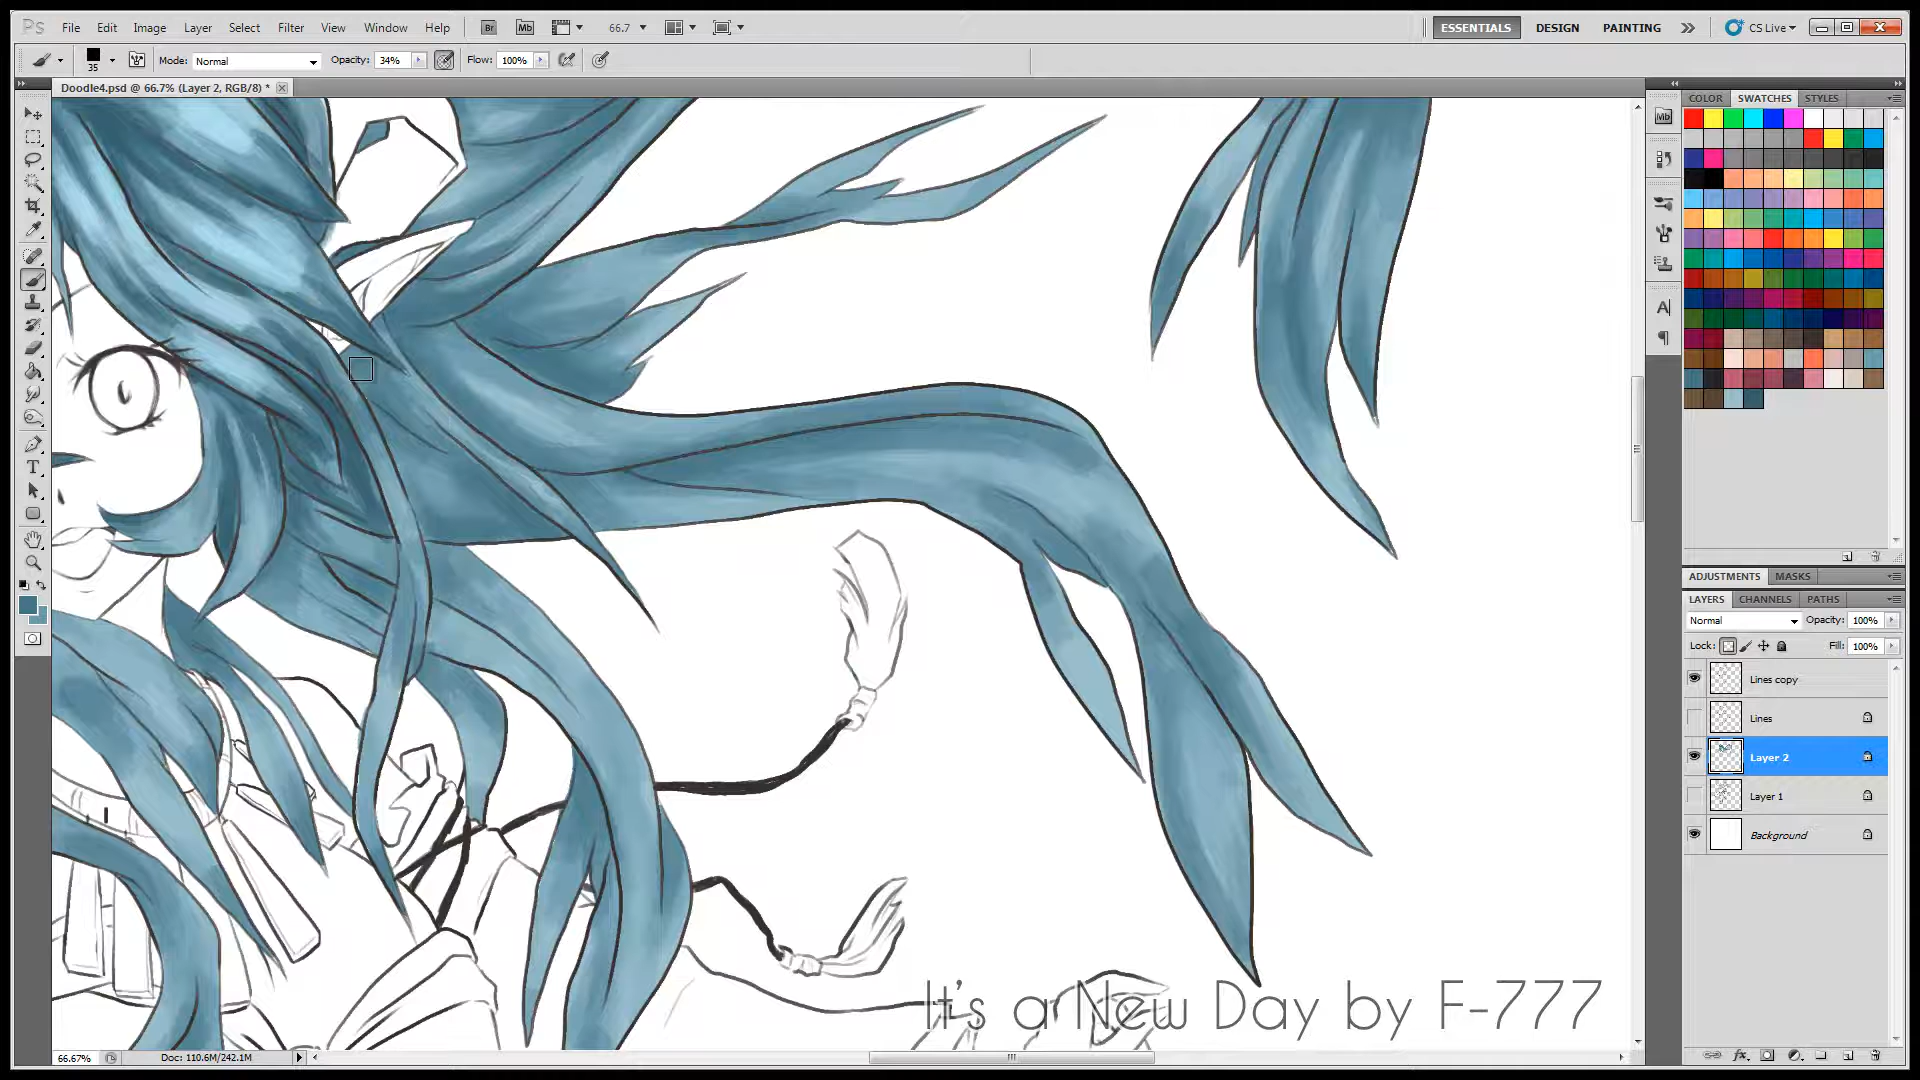 Ps File Edit Image Layer Select Filter View Window Help Br Mb 66.7 ESSENTIALS DESIGN PAINTING CS Live
35 Mode: Normal Opacity: 34% Flow: 100%
Doodle4.psd @ 66.7% (Layer 2, RGB/8) *
COLOR SWATCHES STYLES
Mb
A
T
ADJUSTMENTS MASKS
LAYERS CHANNELS PATHS
Normal Opacity: 100%
Lock: Fill: 100%
Lines copy
Lines
Layer 2
Layer 1
Background
It's a New Day by F-777
66.67% Doc: 110.6M/242.1M
fx